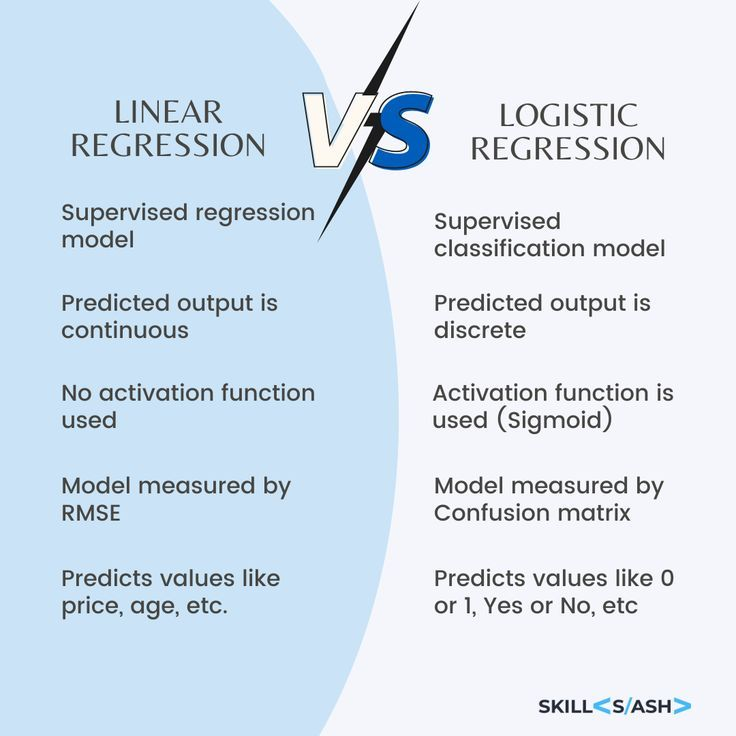 LINEAR
REGRESSION
VS
LOGISTIC
REGRESSION
Supervised regression
model
Supervised
classification model
Predicted output is
continuous
Predicted output is
discrete
No activation function
used
Activation function is
used (Sigmoid)
Model measured by
RMSE
Model measured by
Confusion matrix
Predicts values like
price, age, etc.
Predicts values like 0
or 1, Yes or No, etc
SKILL<S/ASH>